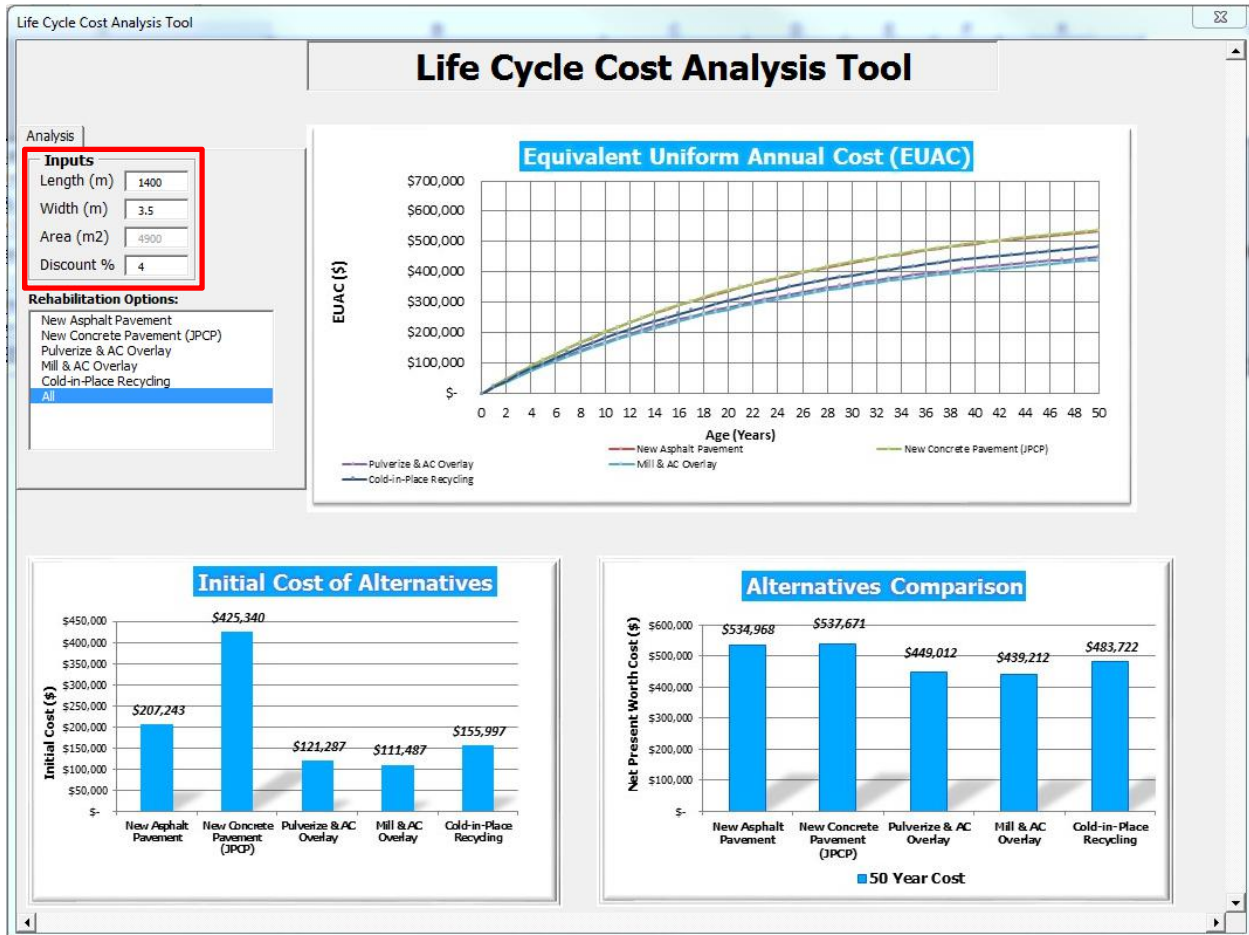 Life Cycle Cost Analysis Tool
Life Cycle Cost Analysis Tool
Analysis
Inputs
Length (m) 1400
Width (m) 3.5
Area (m2) 4900
Discount % 4
Rehabilitation Options:
New Asphalt Pavement
New Concrete Pavement (JPCP)
Pulverize & AC Overlay
Mill & AC Overlay
Cold-in-Place Recycling
All
Equivalent Uniform Annual Cost (EUAC)
EUAC ($)
$700,000
$600,000
$500,000
$400,000
$300,000
$200,000
$100,000
$-
0 2 4 6 8 10 12 14 16 18 20 22 24 26 28 30 32 34 36 38 40 42 44 46 48 50
Age (Years)
New Asphalt Pavement
New Concrete Pavement (JPCP)
Pulverize & AC Overlay
Mill & AC Overlay
Cold-in-Place Recycling
Initial Cost of Alternatives
Initial Cost ($)
$450,000
$400,000
$350,000
$300,000
$250,000
$200,000
$150,000
$100,000
$50,000
$-
$207,243
$425,340
$121,287
$111,487
$155,997
New Asphalt
Pavement
New Concrete
Pavement
(JPCP)
Pulverize & AC
Overlay
Mill & AC
Overlay
Cold-in-Place
Recycling
Alternatives Comparison
Net Present Worth Cost ($)
$600,000
$500,000
$400,000
$300,000
$200,000
$100,000
$-
$534,968
$537,671
$449,012
$439,212
$483,722
New Asphalt
Pavement
New Concrete
Pavement
(JPCP)
Pulverize & AC
Overlay
Mill & AC
Overlay
Cold-in-Place
Recycling
50 Year Cost